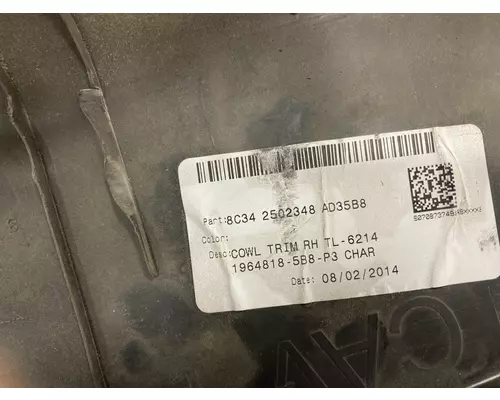 Part: 8C34 2502348 AD35B8
Color:
Desc: COWL TRIM RH TL-6214
1964818-5B8-P3 CHAR
Date: 08/02/2014
CAV